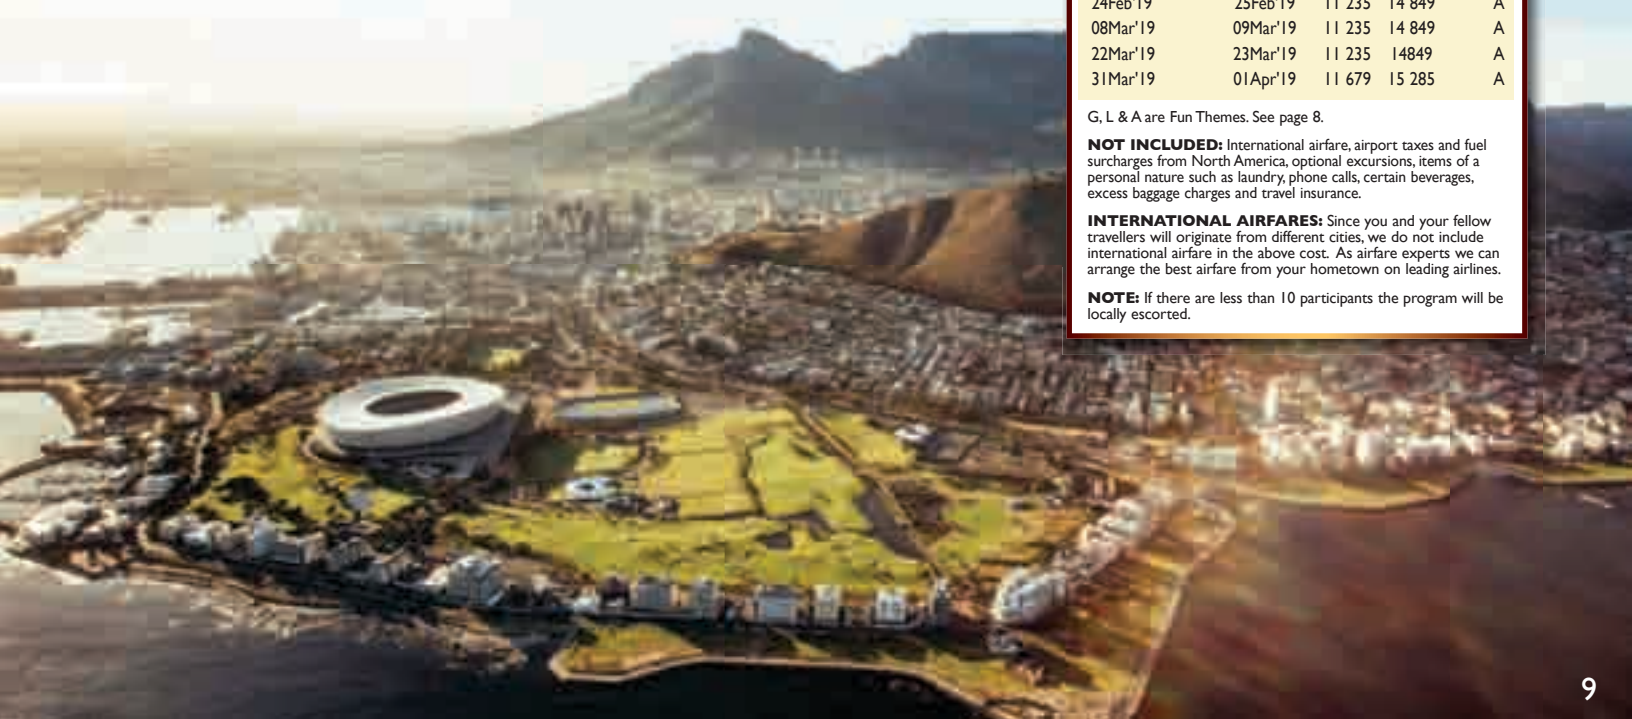 24Feb'19 25Feb'19 11 235 14 849 A
08Mar'19 09Mar'19 11 235 14 849 A
22Mar'19 23Mar'19 11 235 14849 A
31Mar'19 01Apr'19 11 679 15 285 A
G, L & A are Fun Themes. See page 8.
NOT INCLUDED: International airfare, airport taxes and fuel
surcharges from North America, optional excursions, items of a
personal nature such as laundry, phone calls, certain beverages,
excess baggage charges and travel insurance.
INTERNATIONAL AIRFARES: Since you and your fellow
travellers will originate from different cities, we do not include
international airfare in the above cost. As airfare experts we can
arrange the best airfare from your hometown on leading airlines.
NOTE: If there are less than 10 participants the program will be
locally escorted.
9